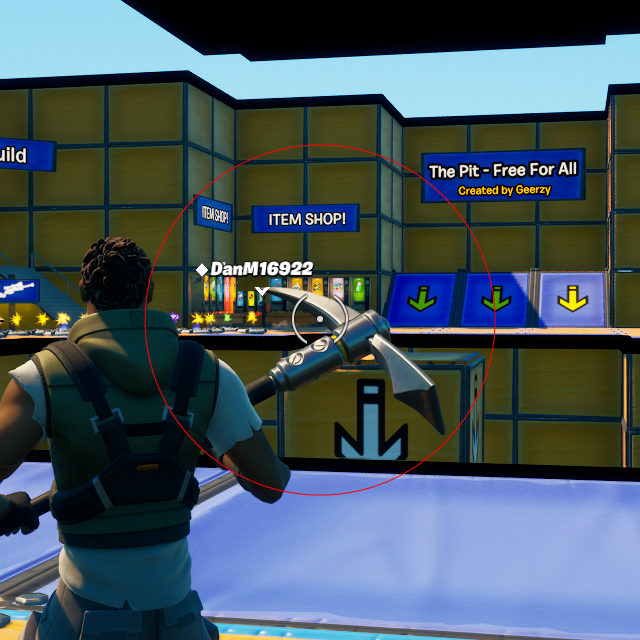 uild
ITEM SHOP!
ITEM SHOP!
The Pit - Free For All
Created by Geerzy
DanM16922